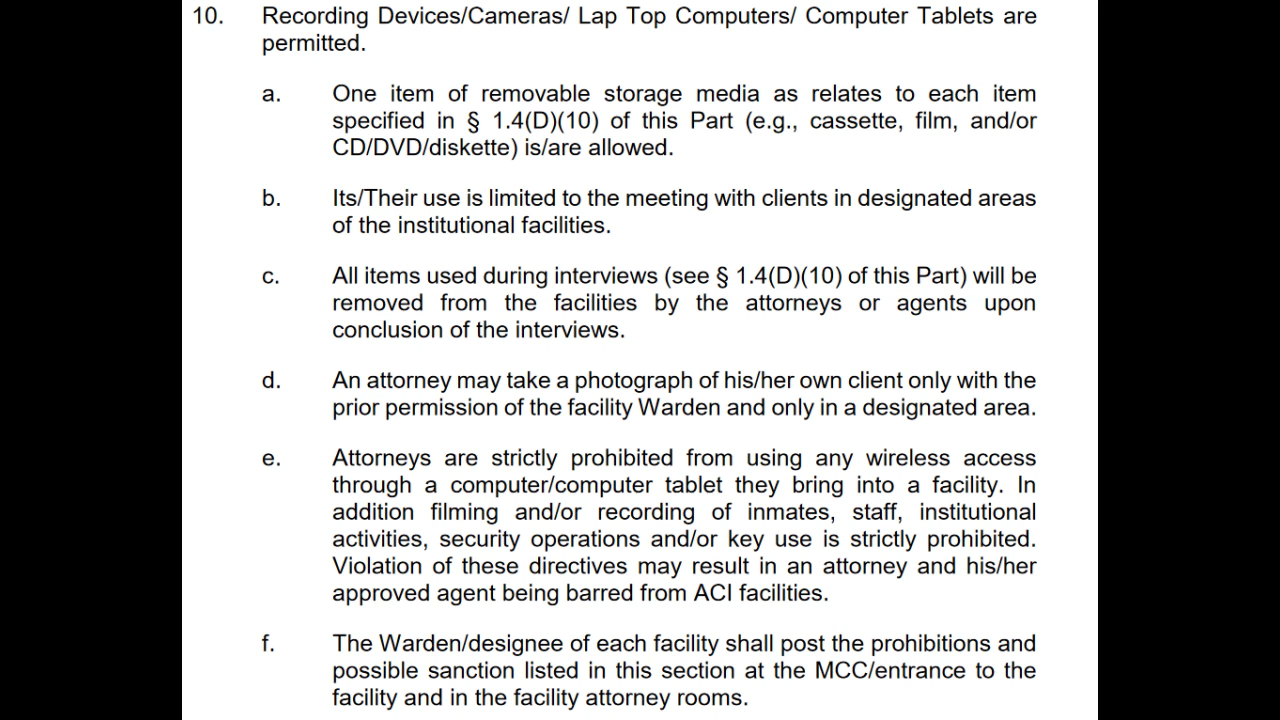 10. Recording Devices/Cameras/ Lap Top Computers/ Computer Tablets are
permitted.
a. One item of removable storage media as relates to each item
specified in § 1.4(D)(10) of this Part (e.g., cassette, film, and/or
CD/DVD/diskette) is/are allowed.
b. Its/Their use is limited to the meeting with clients in designated areas
of the institutional facilities.
c. All items used during interviews (see § 1.4(D)(10) of this Part) will be
removed from the facilities by the attorneys or agents upon
conclusion of the interviews.
d. An attorney may take a photograph of his/her own client only with the
prior permission of the facility Warden and only in a designated area.
e. Attorneys are strictly prohibited from using any wireless access
through a computer/computer tablet they bring into a facility. In
addition filming and/or recording of inmates, staff, institutional
activities, security operations and/or key use is strictly prohibited.
Violation of these directives may result in an attorney and his/her
approved agent being barred from ACI facilities.
f. The Warden/designee of each facility shall post the prohibitions and
possible sanction listed in this section at the MCC/entrance to the
facility and in the facility attorney rooms.